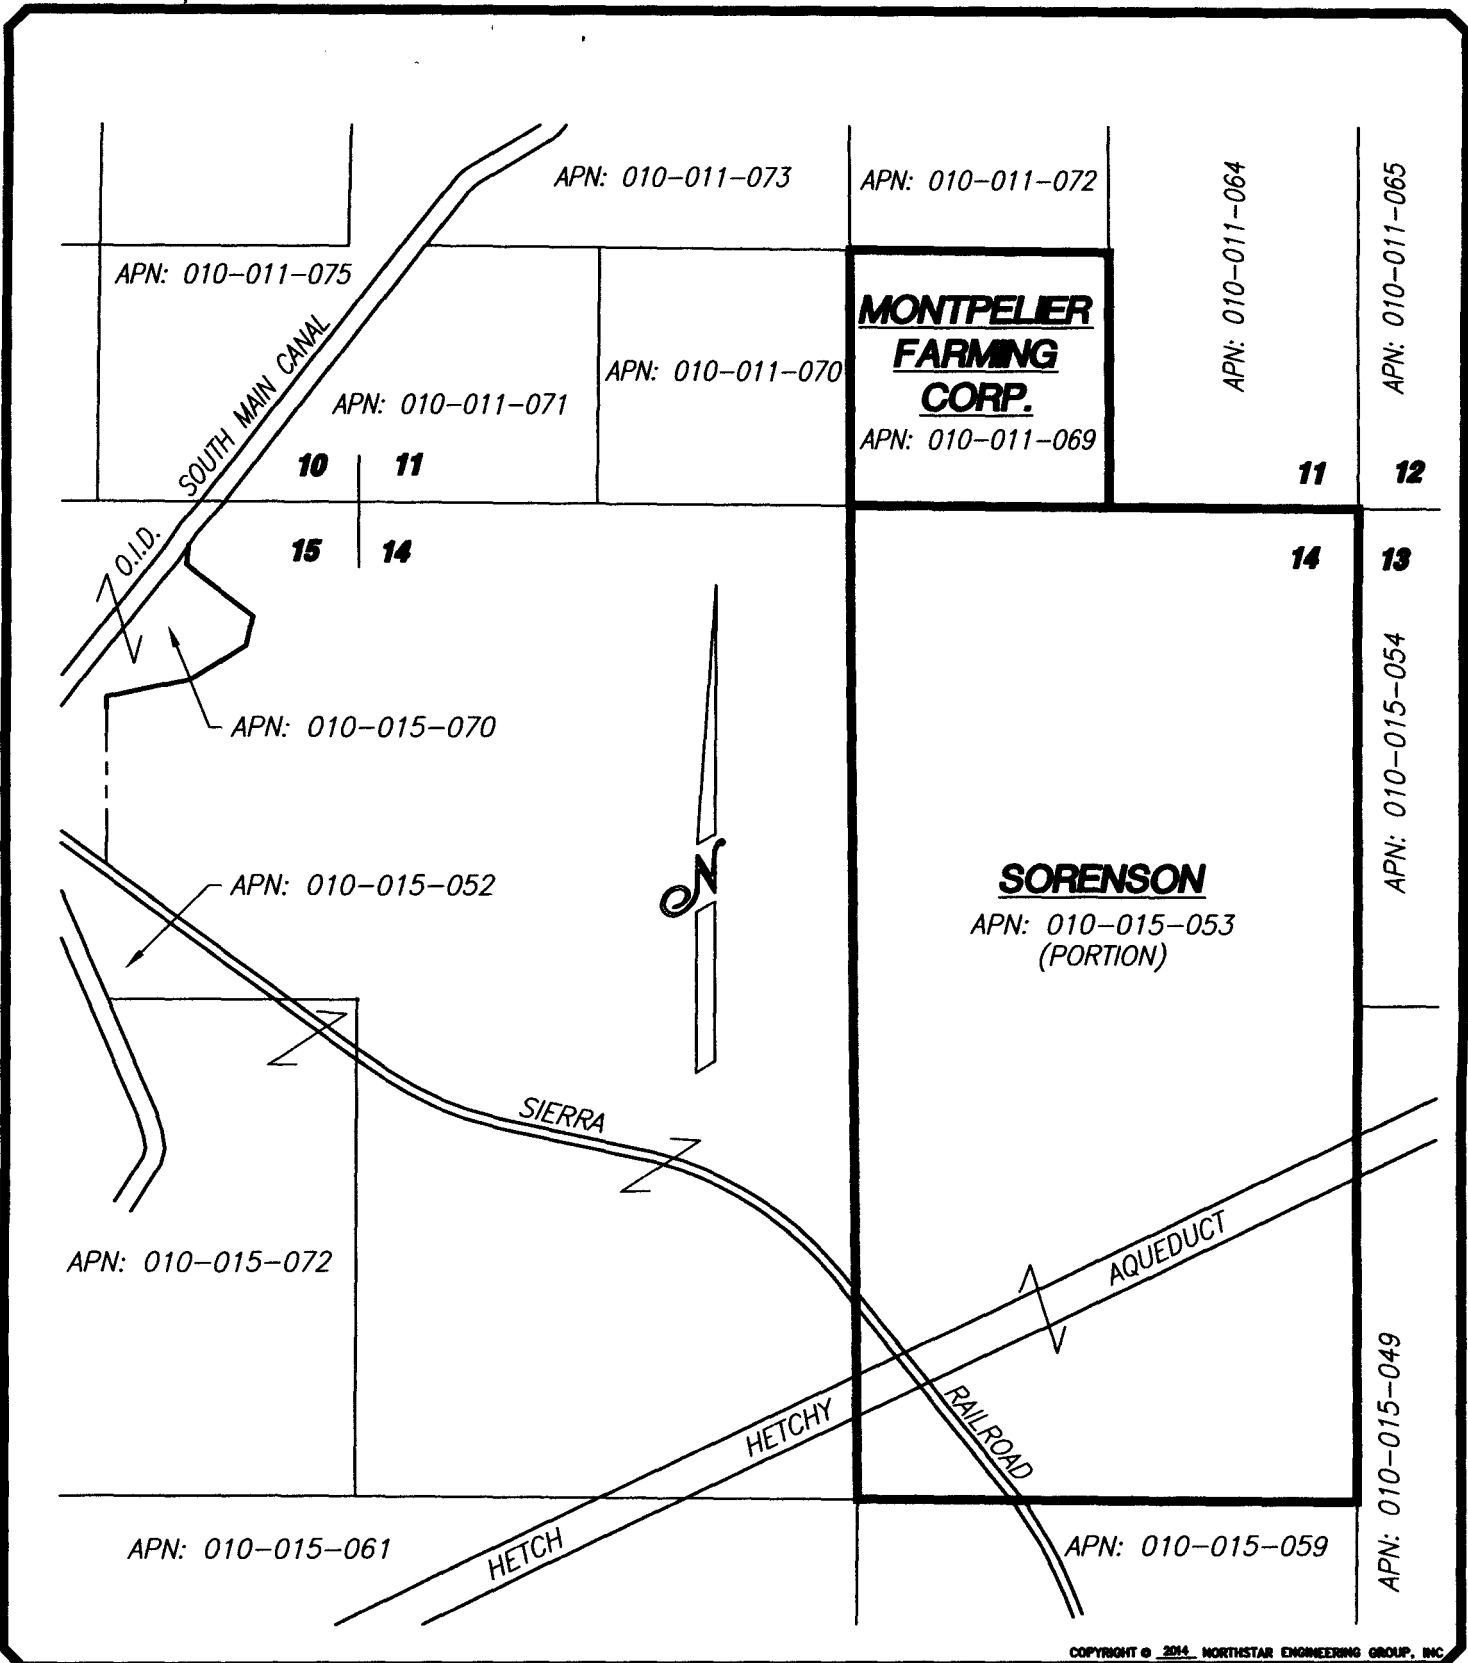 APN: 010-011-073
APN: 010-011-072
APN: 010-011-064
APN: 010-011-065
APN: 010-011-075
MONTPELIER
FARMING
CORP.
APN: 010-011-069
APN: 010-011-070
APN: 010-011-071
SOUTH MAIN CANAL
O.I.D.
10
11
11
12
15
14
14
13
APN: 010-015-054
APN: 010-015-070
N
APN: 010-015-052
SORENSON
APN: 010-015-053
(PORTION)
SIERRA
RAILROAD
APN: 010-015-072
HETCH
HETCHY
AQUEDUCT
APN: 010-015-049
APN: 010-015-061
APN: 010-015-059
COPYRIGHT © 2014 NORTHSTAR ENGINEERING GROUP, INC